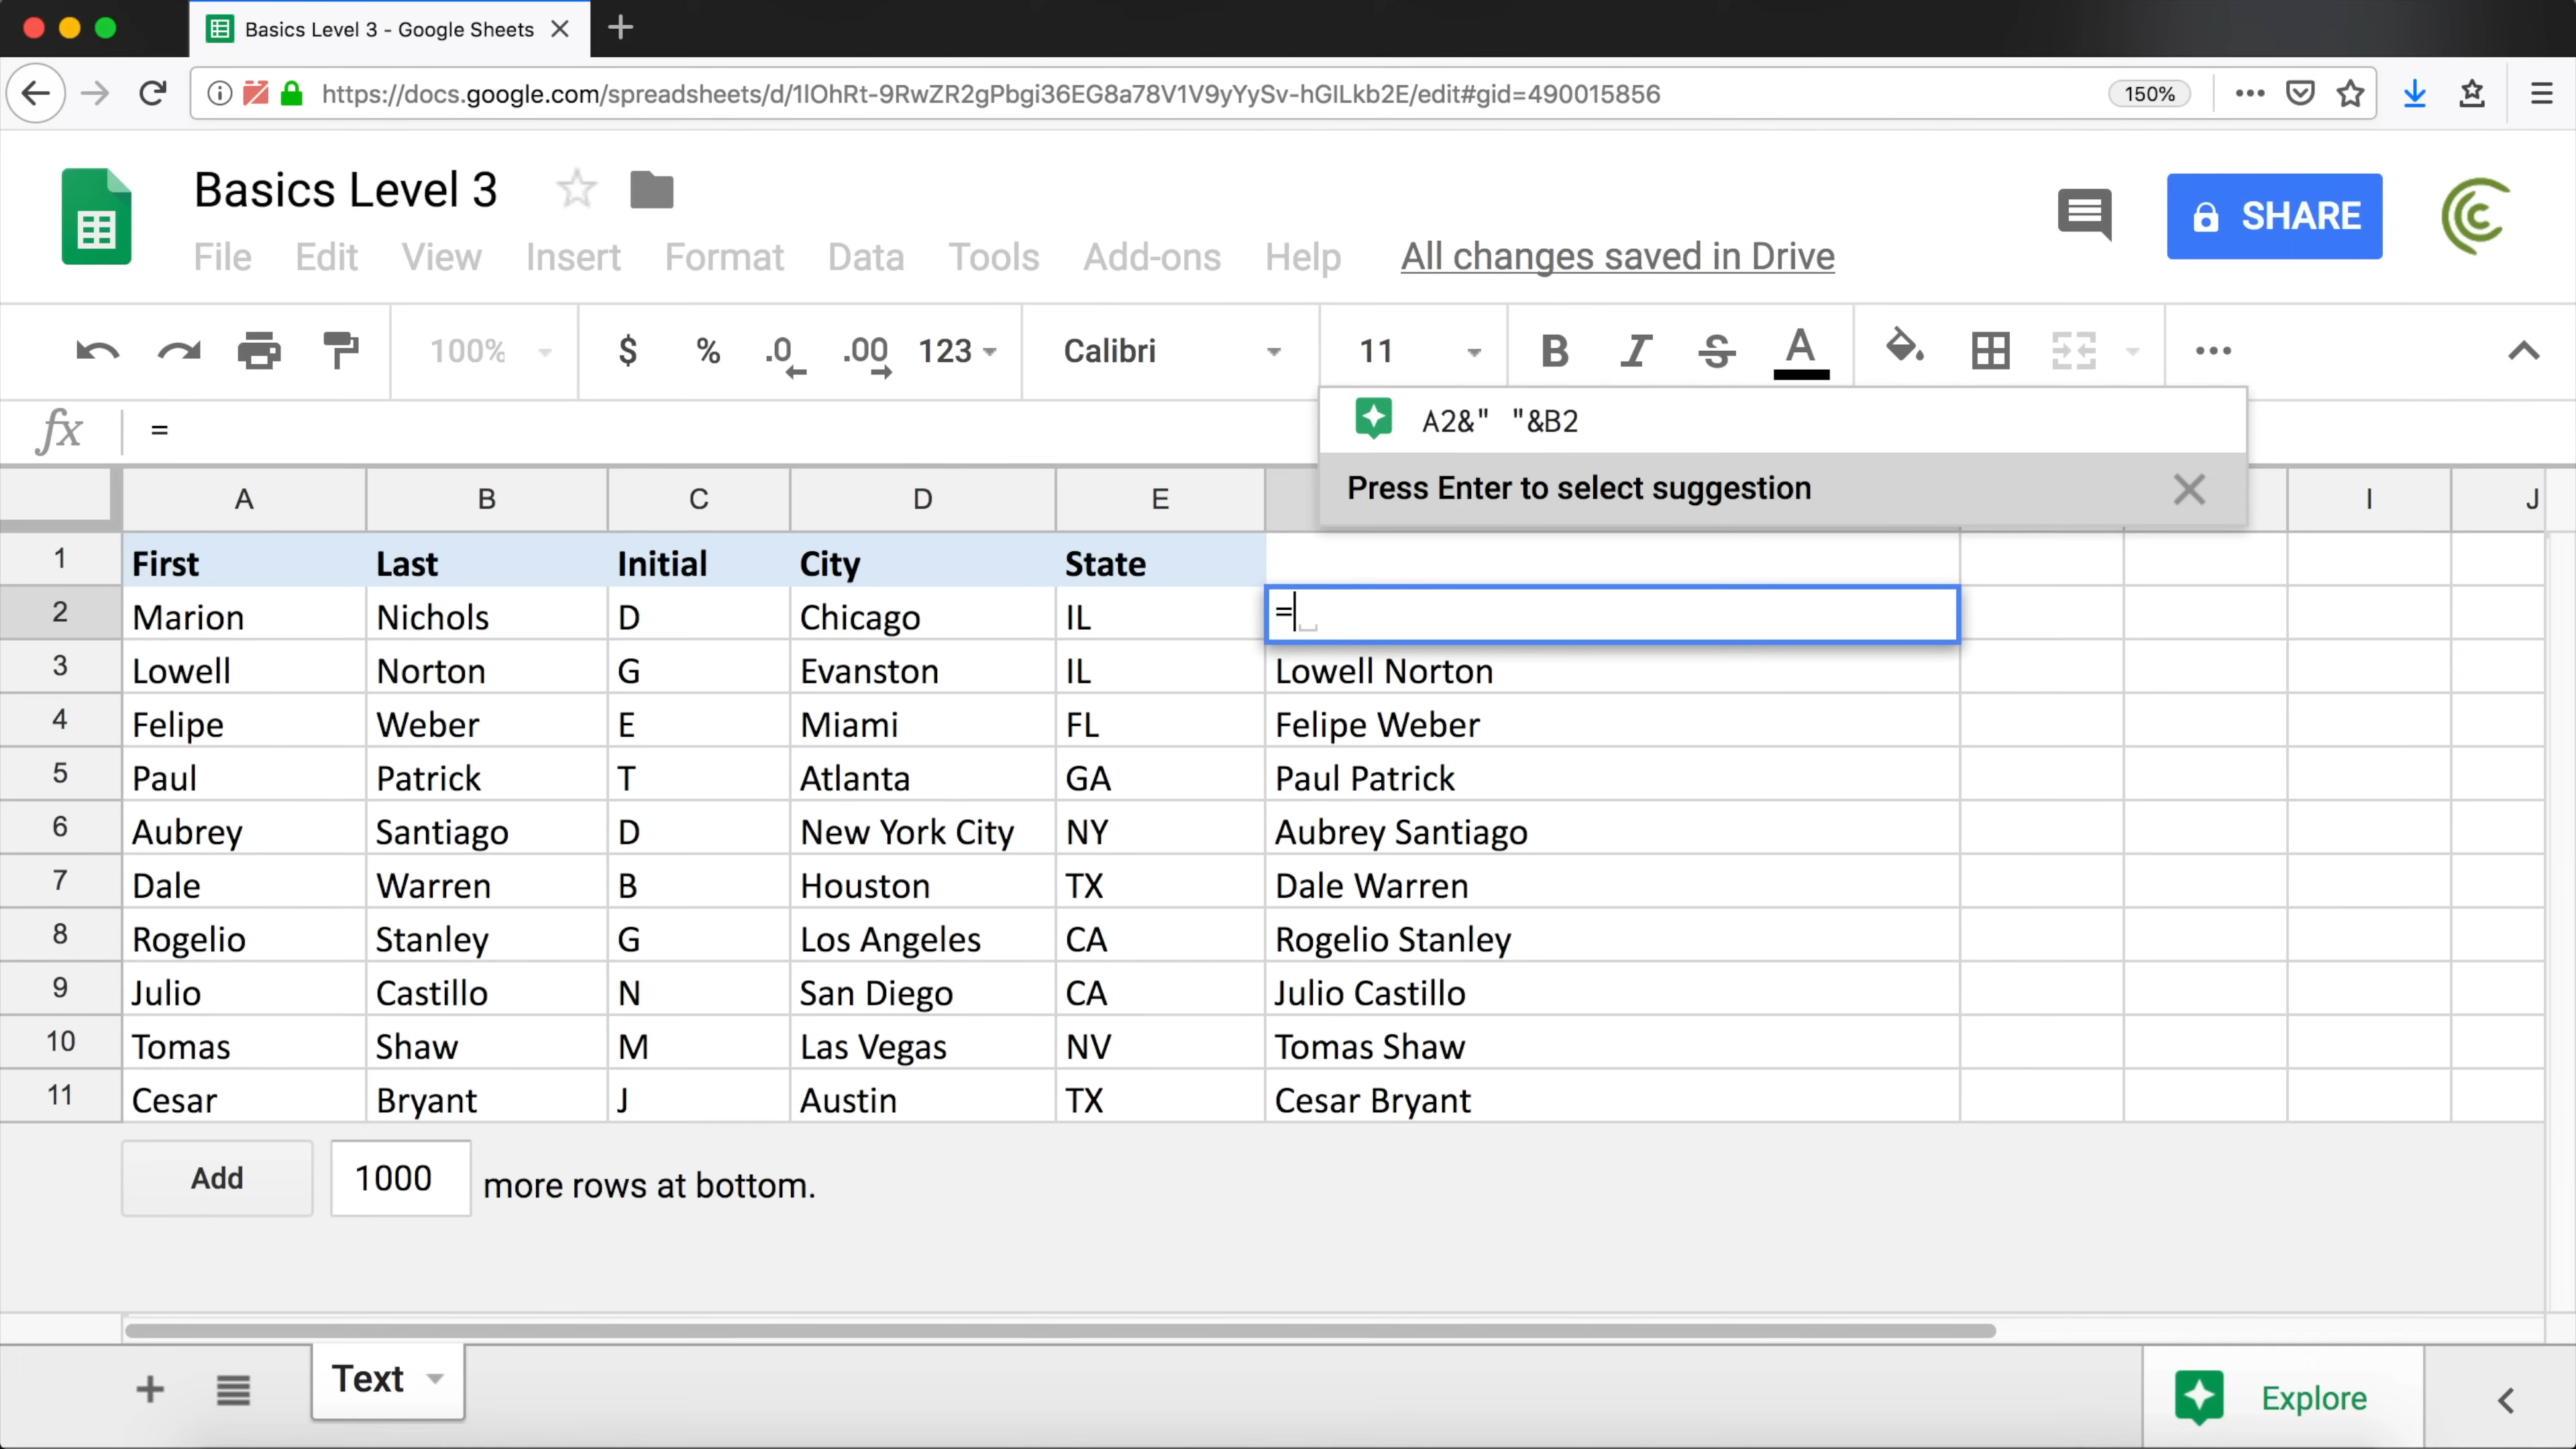 Basics Level 3 - Google Sheets
https://docs.google.com/spreadsheets/d/1lOhRt-9RwZR2gPbgi36EG8a78V1V9yYySv-hGlLkb2E/edit#gid=490015856 150%
Basics Level 3
File Edit View Insert Format Data Tools Add-ons Help All changes saved in Drive
SHARE
100% $ % .0 .00 123 Calibri 11 B I S A
fx =
A2&" "&B2
Press Enter to select suggestion
A B C D E I J
1 First Last Initial City State
2 Marion Nichols D Chicago IL =
3 Lowell Norton G Evanston IL Lowell Norton
4 Felipe Weber E Miami FL Felipe Weber
5 Paul Patrick T Atlanta GA Paul Patrick
6 Aubrey Santiago D New York City NY Aubrey Santiago
7 Dale Warren B Houston TX Dale Warren
8 Rogelio Stanley G Los Angeles CA Rogelio Stanley
9 Julio Castillo N San Diego CA Julio Castillo
10 Tomas Shaw M Las Vegas NV Tomas Shaw
11 Cesar Bryant J Austin TX Cesar Bryant
Add 1000 more rows at bottom.
Text
Explore